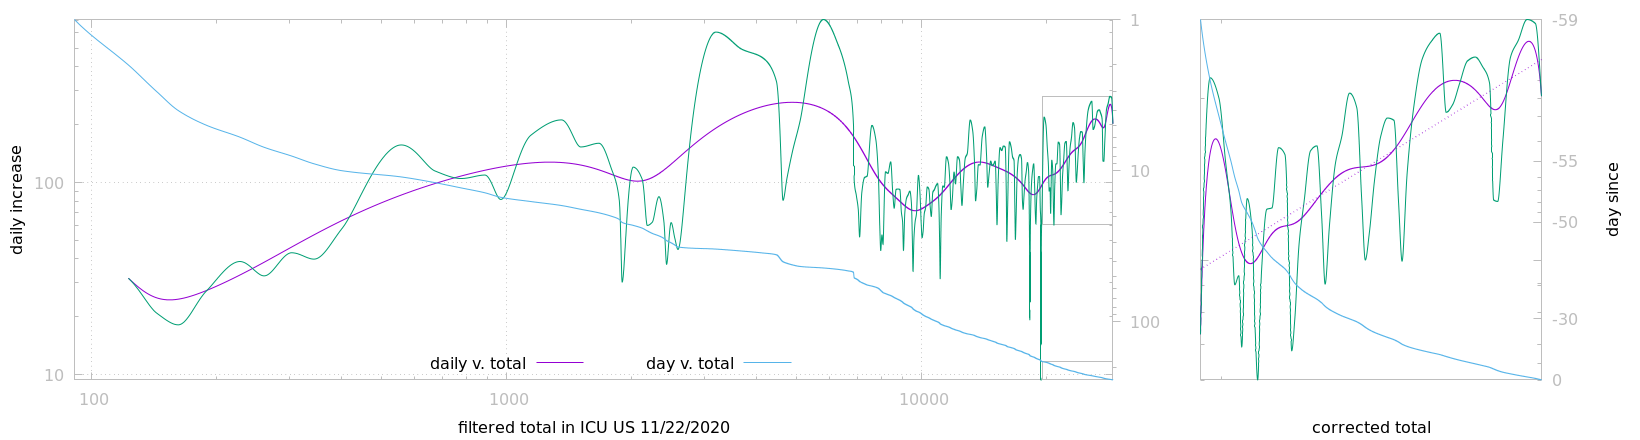 1
-59
daily increase
100
10
-55
-50
day since
-30
100
daily v. total
day v. total
10
0
100
1000
10000
filtered total in ICU US 11/22/2020
corrected total